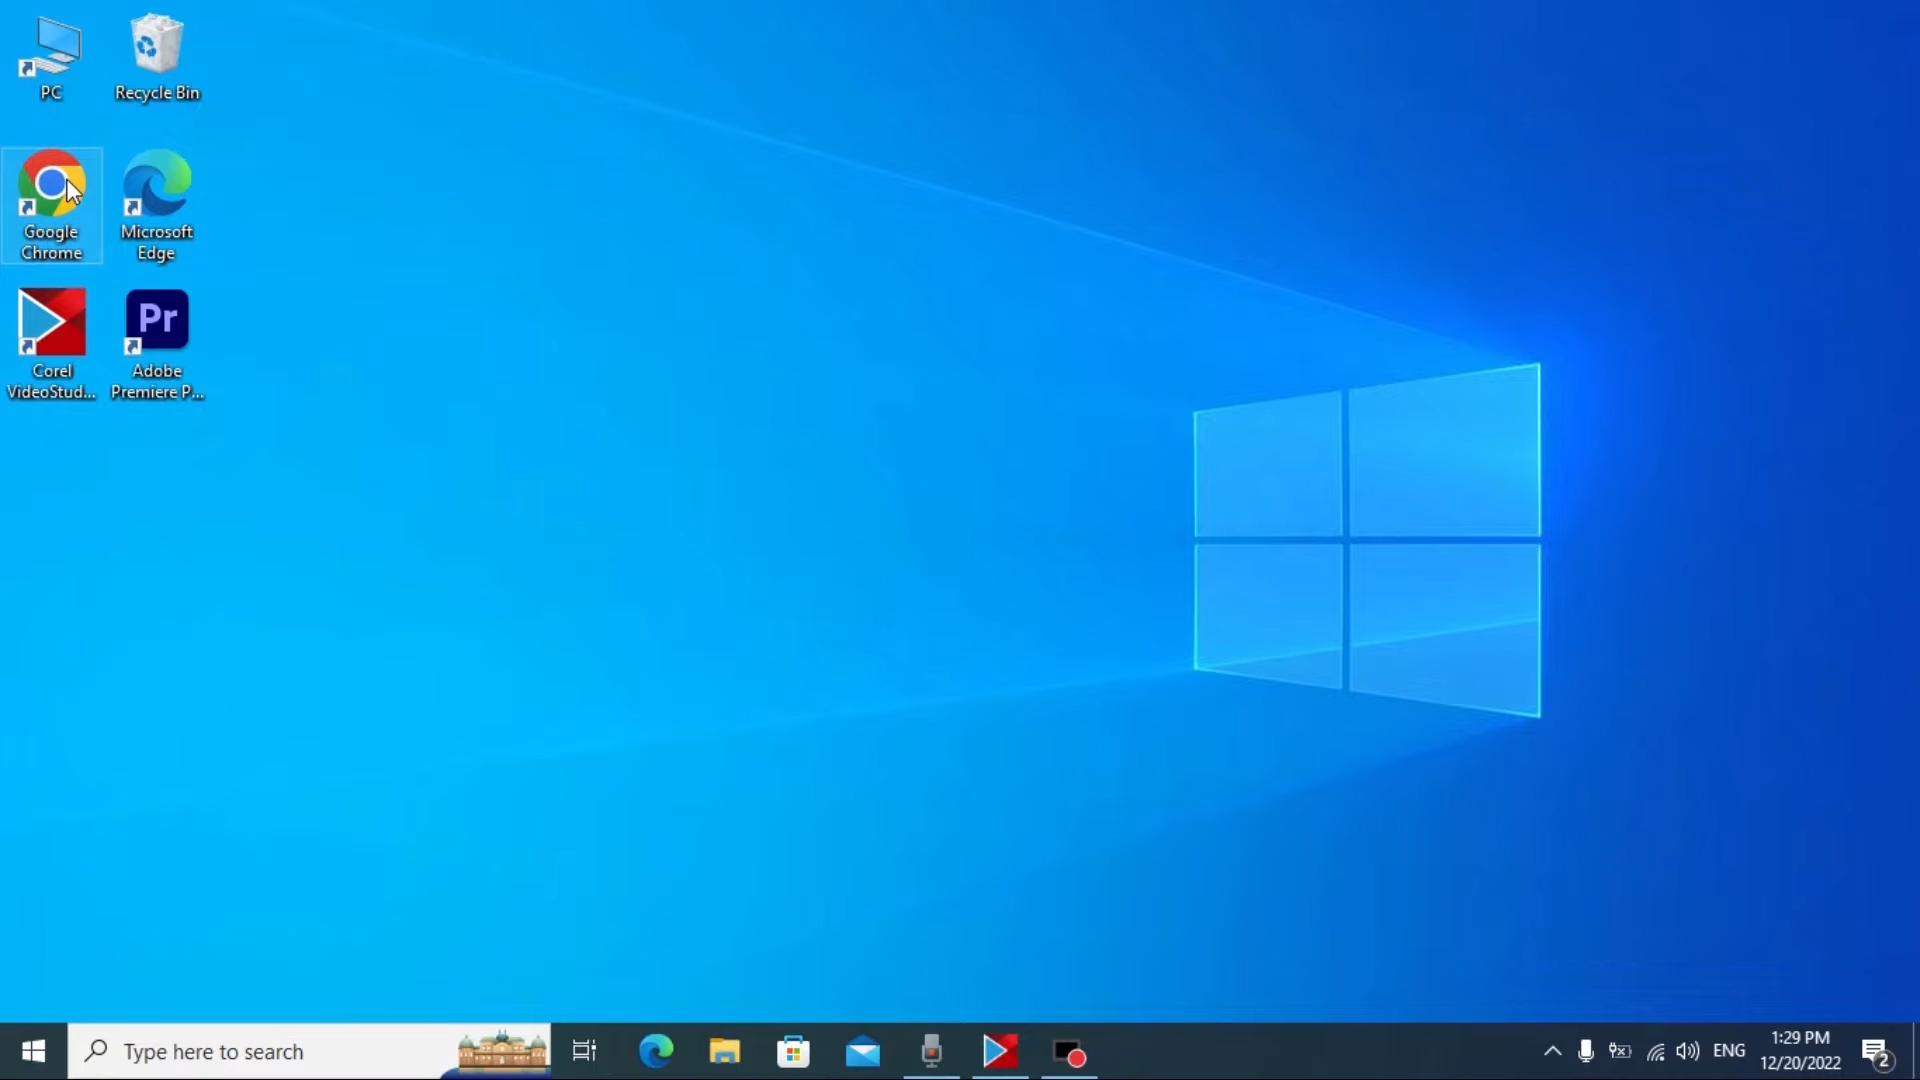 PC
Recycle Bin
Google
Chrome
Microsoft
Edge
Pr
Corel
VideoStud...
Adobe
Premiere P...
Type here to search
ENG
1:29 PM
12/20/2022
2